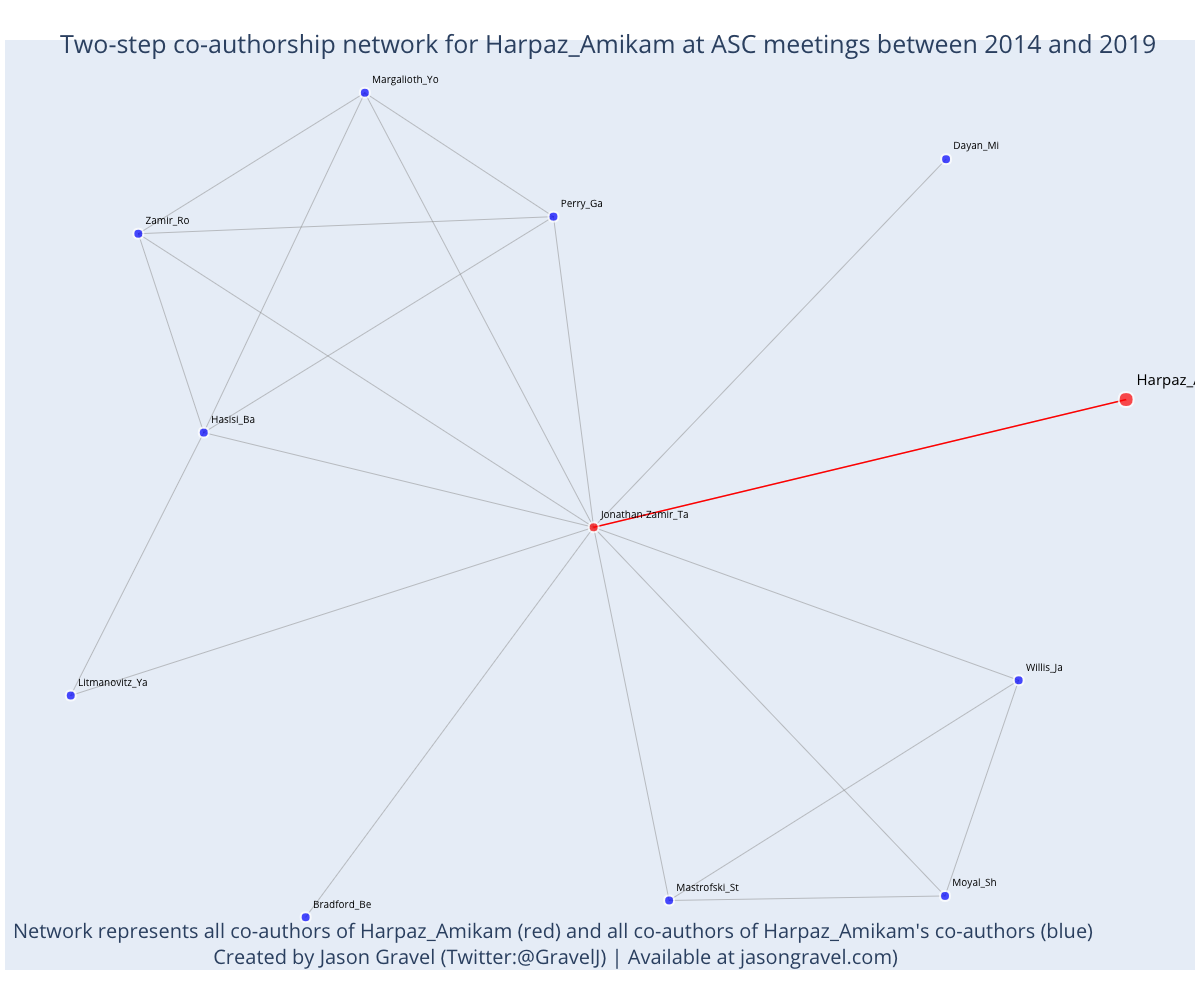 Two-step co-authorship network for Harpaz_Amikam at ASC meetings between 2014 and 2019
Margalioth_Yo
Dayan_Mi
Perry_Ga
Zamir_Ro
Harpaz_A
Hasisi_Ba
Jonathan-Zamir_Ta
Willis_Ja
Litmanovitz_Ya
Moyal_Sh
Mastrofski_St
Bradford_Be
Network represents all co-authors of Harpaz_Amikam (red) and all co-authors of Harpaz_Amikam's co-authors (blue)
Created by Jason Gravel (Twitter:@GravelJ) | Available at jasongravel.com)